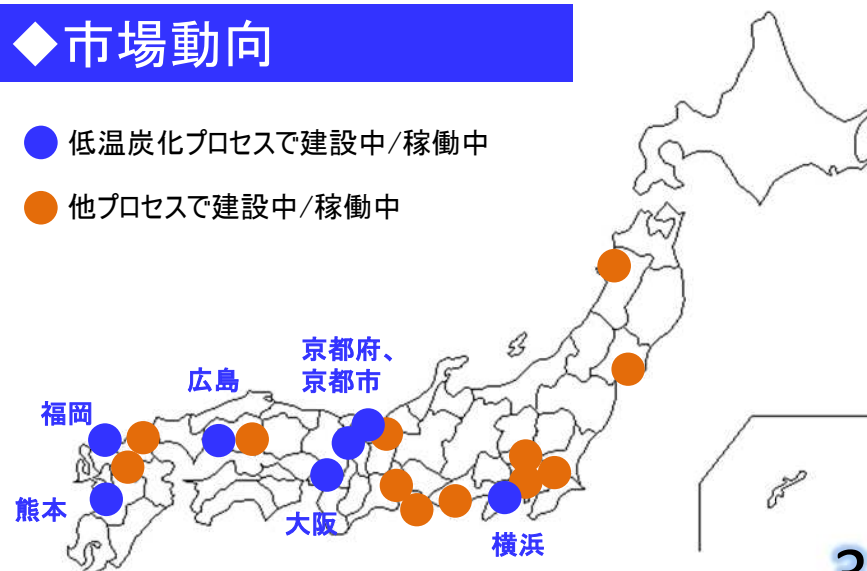 ◆市場動向
低温炭化プロセスで建設中/稼働中
他プロセスで建設中/稼働中
京都府、
京都市
広島
福岡
熊本
大阪
横浜